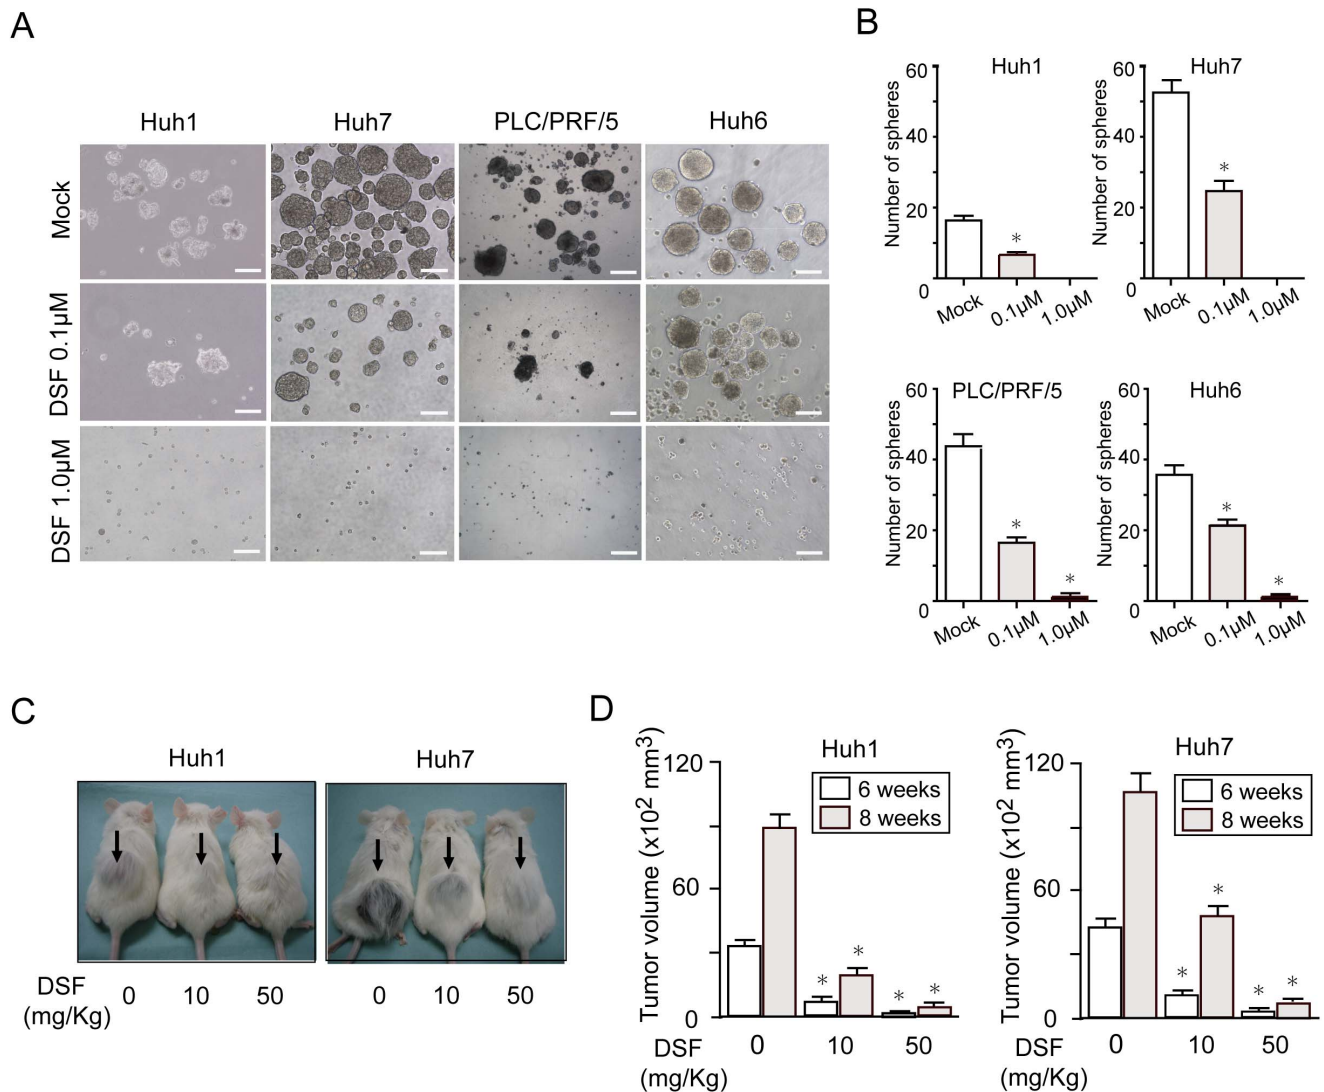 A
Huh1 Huh7 PLC/PRF/5 Huh6
Mock
DSF 0.1μM
DSF 1.0μM
B
Huh1
Number of spheres
60
40
20
0
Mock 0.1μM 1.0μM
*
Huh7
Number of spheres
60
40
20
0
Mock 0.1μM 1.0μM
*
PLC/PRF/5
Number of spheres
60
40
20
0
Mock 0.1μM 1.0μM
* *
Huh6
Number of spheres
60
40
20
0
Mock 0.1μM 1.0μM
* *
C
Huh1 Huh7
DSF 0 10 50 0 10 50
(mg/Kg)
D
Huh1
Tumor volume (x102 mm3)
120
60
0
6 weeks
8 weeks
* * * *
DSF 0 10 50
(mg/Kg)
Huh7
Tumor volume (x102 mm3)
120
60
0
6 weeks
8 weeks
* * * *
DSF 0 10 50
(mg/Kg)